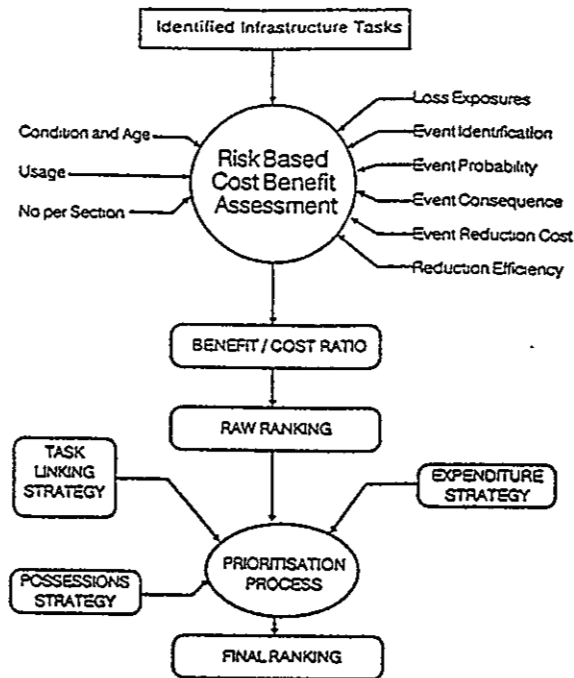 Identified Infrastructure Tasks
Condition and Age
Usage
No per Section
Risk Based
Cost Benefit
Assessment
Loss Exposures
Event Identification
Event Probability
Event Consequence
Event Reduction Cost
Reduction Efficiency
BENEFIT / COST RATIO
RAW RANKING
TASK
LINKING
STRATEGY
EXPENDITURE
STRATEGY
POSSESSIONS
STRATEGY
PRIORITISATION
PROCESS
FINAL RANKING